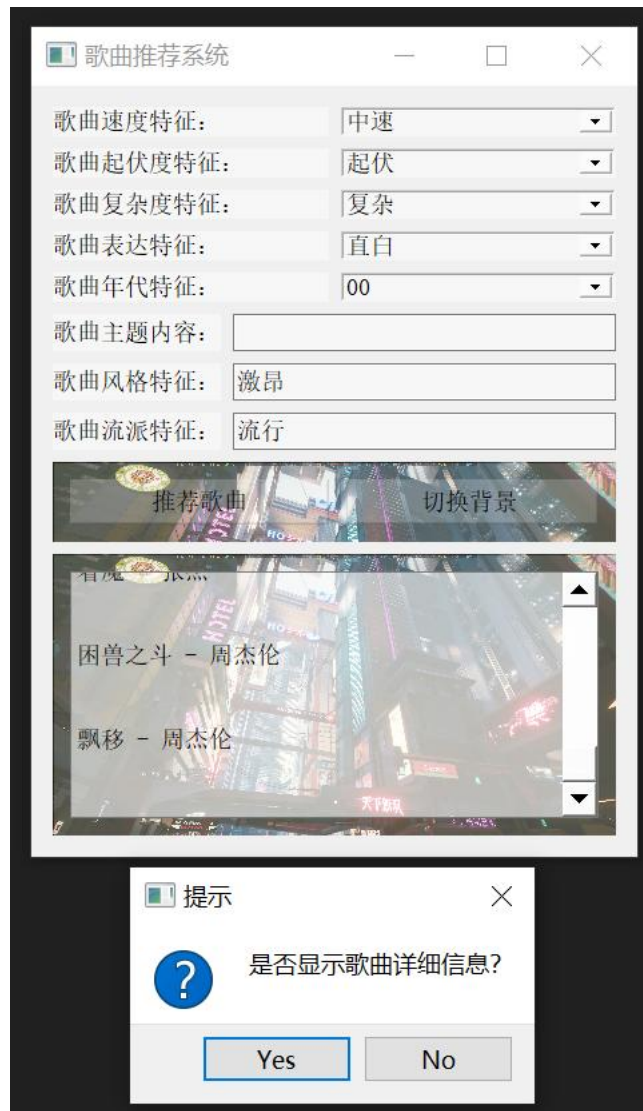 歌曲推荐系统
歌曲速度特征： 中速
歌曲起伏度特征： 起伏
歌曲复杂度特征： 复杂
歌曲表达特征： 直白
歌曲年代特征： 00
歌曲主题内容：
歌曲风格特征： 激昂
歌曲流派特征： 流行
推荐歌曲 切换背景
HOTEL
困兽之斗 - 周杰伦
飘移 - 周杰伦
提示
是否显示歌曲详细信息？
Yes No